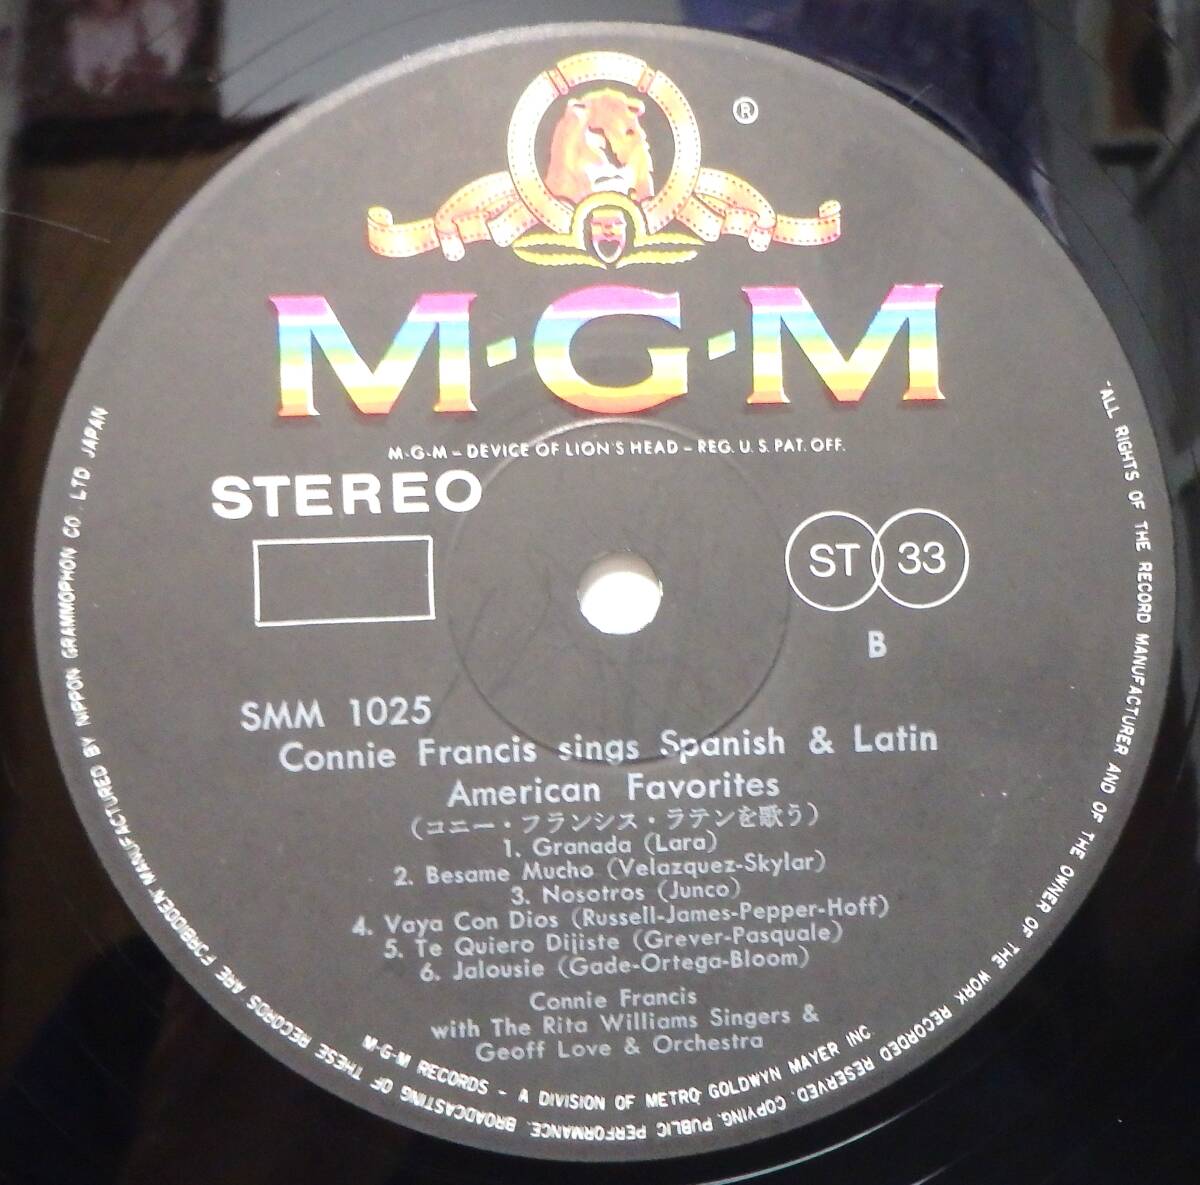 ®
M-G-M
M-G-M – DEVICE OF LION'S HEAD – REG. U. S. PAT. OFF.
STEREO
ST 33
B
SMM 1025
Connie Francis sings Spanish & Latin
American Favorites
(コニー・フランシス・ラテンを歌う)
1. Granada (Lara)
2. Besame Mucho (Velazquez-Skylar)
3. Nosotros (Junco)
4. Vaya Con Dios (Russell-James-Pepper-Hoff)
5. Te Quiero Dijiste (Grever-Pasquale)
6. Jalousie (Gade-Ortega-Bloom)
Connie Francis
with The Rita Williams Singers &
Geoff Love & Orchestra
M-G-M RECORDS – A DIVISION OF METRO GOLDWYN MAYER INC.
"ALL RIGHTS OF THE RECORD MANUFACTURER AND OF THE OWNER OF THE WORK RECORDED RESERVED. COPYING. PUBLIC PERFORMANCE. BROADCASTING OF THESE RECORDS ARE FORBIDDEN MANUFACTURED BY NIPPON GRAMMOPHON CO., LTD JAPAN